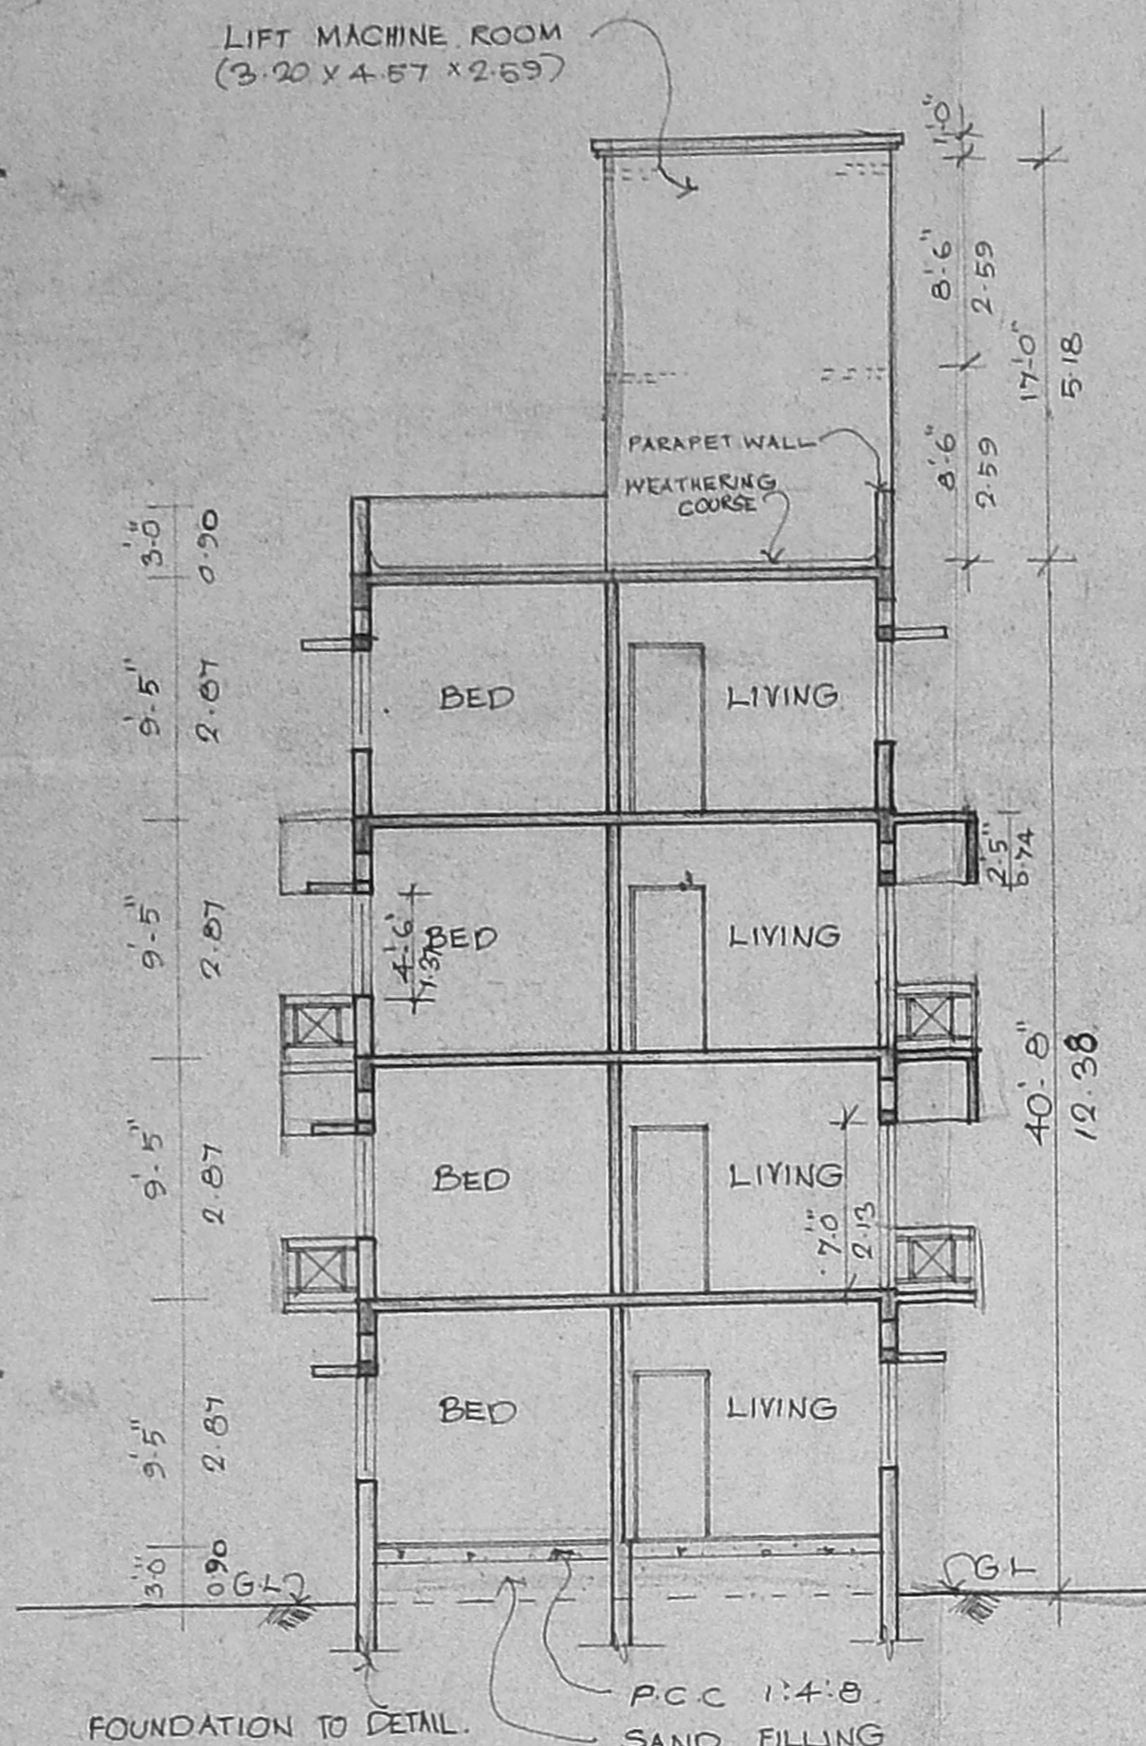 LIFT MACHINE ROOM
(3.20 x 4.57 x 2.59)
1'0"
8'-6"
2.59
17'-0"
5.18
8'-6"
2.59
PARAPET WALL
WEATHERING
COURSE
3'-0"
0.90
9'-5"
2.87
BED
LIVING
2'5"
0.74
9'-5"
2.87
4'-6'
1.37
BED
LIVING
40'-8"
12.38
9'-5"
2.87
BED
LIVING
7'0"
2.13
9'-5"
2.87
BED
LIVING
3'0"
0.90
G.L
G.L
P.C.C 1:4:8
FOUNDATION TO DETAIL.
SAND FILLING